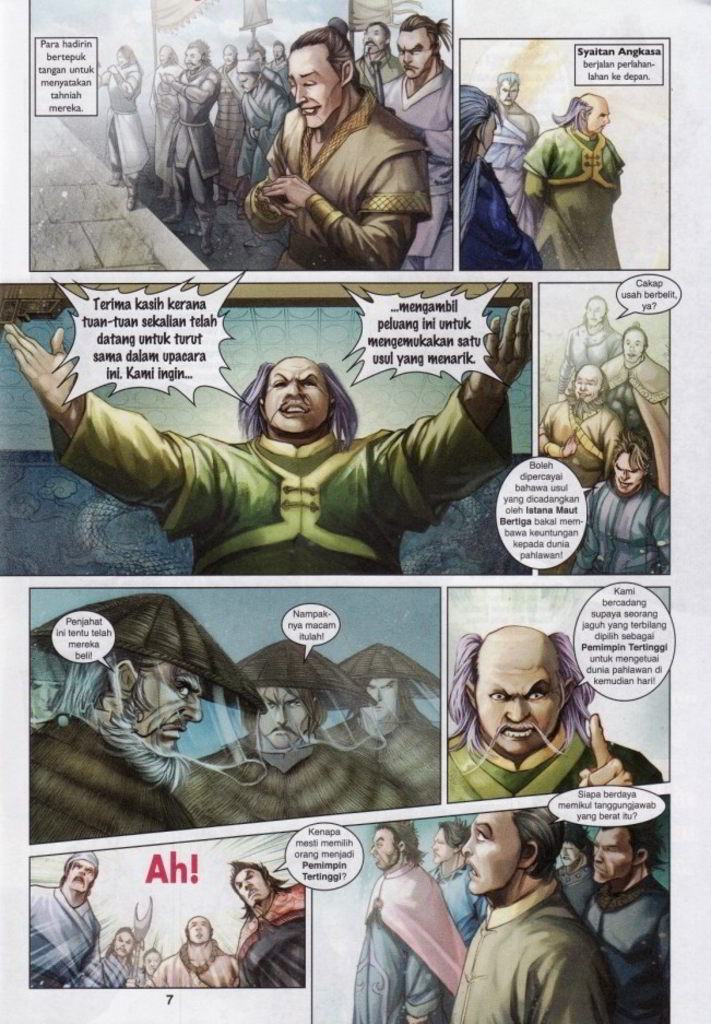 Para hadirin
bertepuk
tangan untuk
menyatakan
tahniah
mereka.
Syaitan Angkasa
berjalan perlahan-
lahan ke depan.
Terima kasih kerana
tuan-tuan sekalian telah
datang untuk turut
sama dalam upacara
ini. Kami ingin...
...mengambil
peluang ini untuk
mengemukakan satu
usul yang menarik.
Cakap
usah berbelit,
ya?
Boleh
dipercayai
bahawa usul
yang dicadangkan
oleh Istana Maut
Bertiga bakal mem-
bawa keuntungan
kepada dunia
pahlawan!
Penjahat
ini tentu telah
mereka
beli!
Nampak-
nya macam
itulah!
Kami
bercadang
supaya seorang
jaguh yang terbilang
dipilih sebagai
Pemimpin Tertinggi
untuk mengetuai
dunia pahlawan di
kemudian hari!
Ah!
Kenapa
mesti memilih
orang menjadi
Pemimpin
Tertinggi?
Siapa berdaya
memikul tanggungjawab
yang berat itu?
7